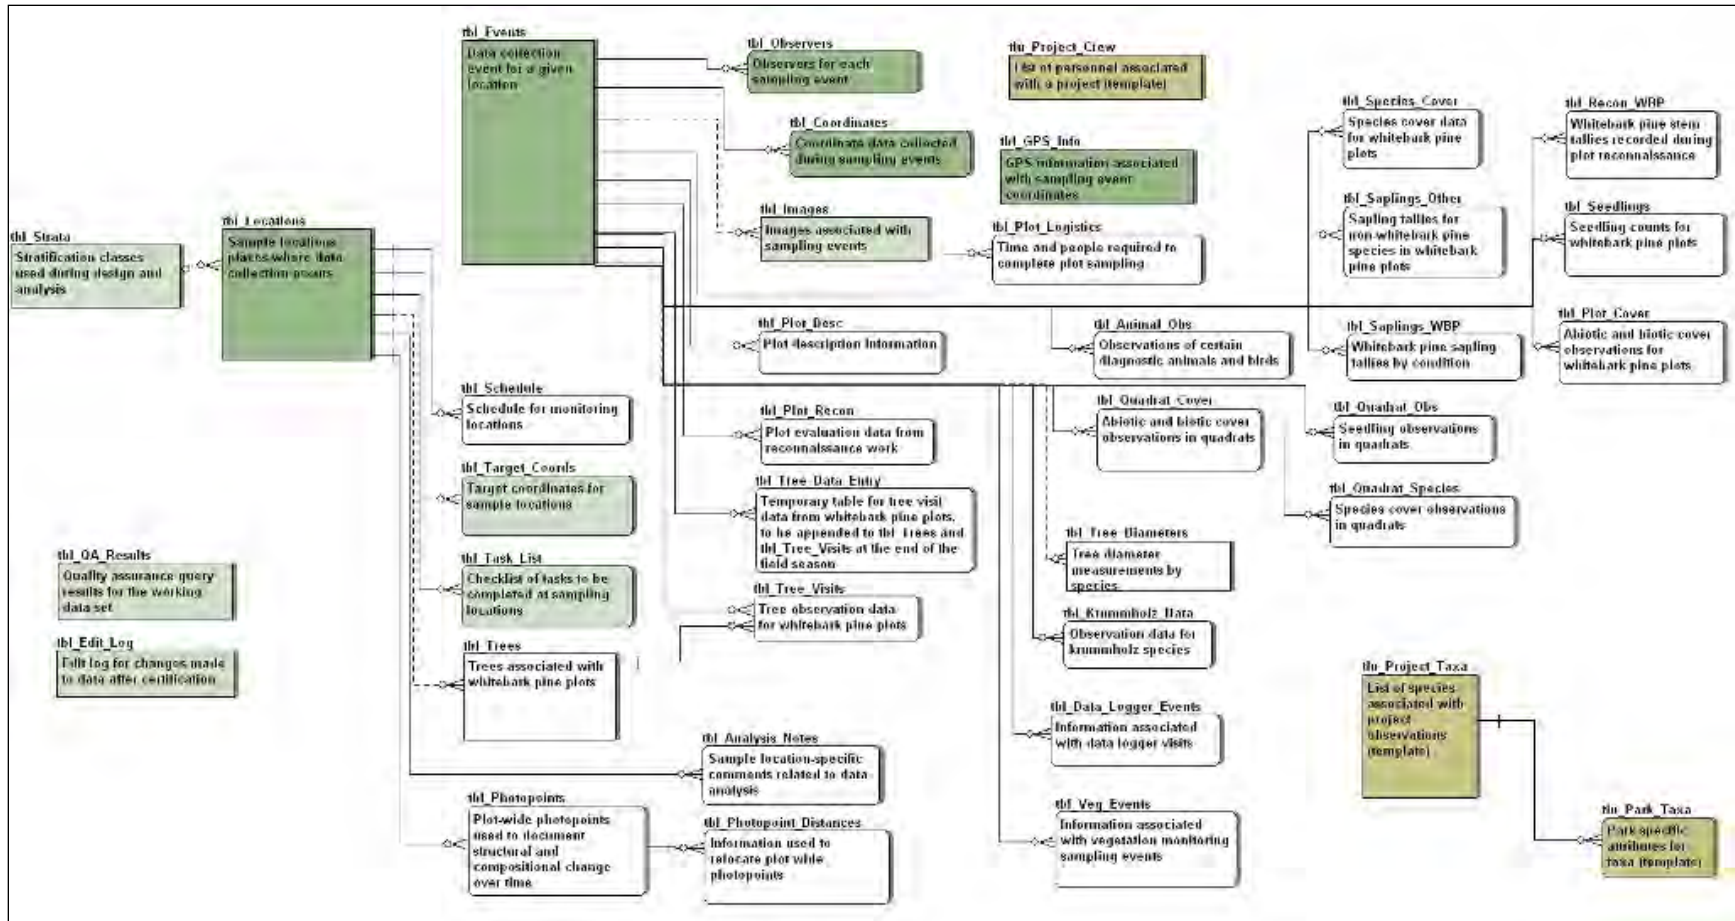 tbl_Events
Data collection
event for a given
location
tbl_Observers
Observers for each
sampling event
tlu_Project_Crew
List of personnel associated
with a project (template)
tbl_Coordinates
Coordinate data collected
during sampling events
tbl_GPS_Info
GPS information associated
with sampling event
coordinates
tbl_Species_Cover
Species cover data
for whitebark pine
plots
tbl_Recon_WBP
Whitebark pine stem
tallies recorded during
plot reconnaissance
tbl_Strata
Stratification classes
used during design and
analysis
tbl_Locations
Sample locations
places where data
collection occurs
tbl_Images
Images associated with
sampling events
tbl_Plot_Logistics
Time and people required to
complete plot sampling
tbl_Saplings_Other
Sapling tallies for
non-whitebark pine
species in whitebark
pine plots
tbl_Seedlings
Seedling counts for
whitebark pine plots
tbl_Plot_Desc
Plot description Information
tbl_Animal_Obs
Observations of certain
diagnostic animals and birds
tbl_Saplings_WBP
Whitebark pine sapling
tallies by condition
tbl_Plot_Cover
Abiotic and biotic cover
observations for
whitebark pine plots
tbl_Schedule
Schedule for monitoring
locations
tbl_Plot_Recon
Plot evaluation data from
reconnaissance work
tbl_Quadrat_Cover
Abiotic and biotic cover
observations in quadrats
tbl_Quadrat_Obs
Seedling observations
in quadrats
tbl_Target_Coords
Target coordinates for
sample locations
tbl_Tree_Data_Entry
Temporary table for tree visit
data from whitebark pine plots,
to be appended to tbl_Trees and
tbl_Tree_Visits at the end of the
field season
tbl_Quadrat_Species
Species cover observations
in quadrats
tbl_QA_Results
Quality assurance query
results for the working
data set
tbl_Task_List
Checklist of tasks to be
completed at sampling
locations
tbl_Tree_Diameters
Tree diameter
measurements by
species
tbl_Tree_Visits
Tree observation data
for whitebark pine plots
tbl_Krummholz_Data
Observation data for
krummholz species
tbl_Edit_Log
Edit log for changes made
to data after certification
tbl_Trees
Trees associated with
whitebark pine plots
tlu_Project_Taxa
List of species
associated with
project
observations
(template)
tbl_Data_Logger_Events
Information associated
with data logger visits
tbl_Analysis_Notes
Sample location-specific
comments related to data
analysis
tbl_Photopoints
Plot-wide photopoints
used to document
structural and
compositional change
over time
tbl_Photopoint_Distances
Information used to
relocate plot wide
photopoints
tbl_Veg_Events
Information associated
with vegetation monitoring
sampling events
tlu_Park_Taxa
Park specific
attributes for
taxa (template)